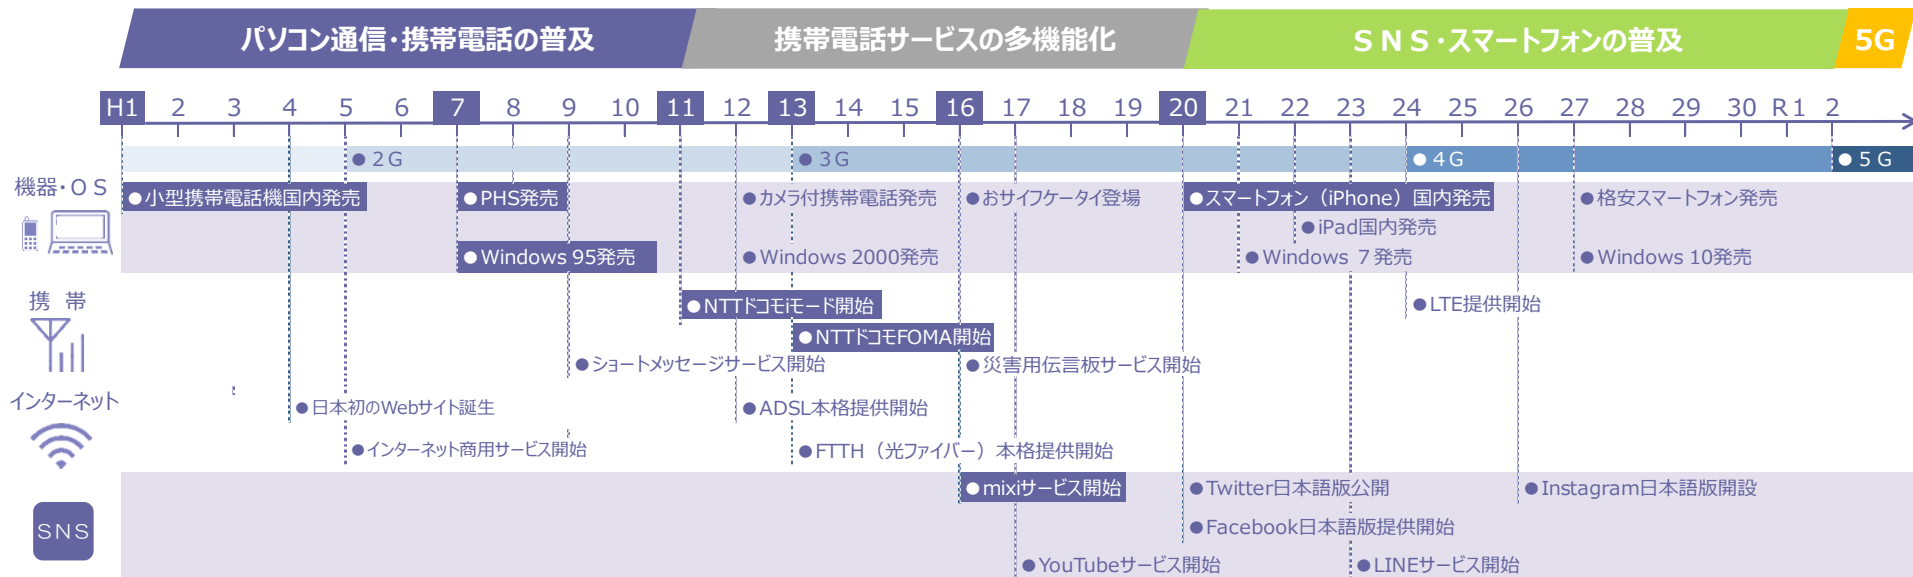 パソコン通信・携帯電話の普及 携帯電話サービスの多機能化 SNS・スマートフォンの普及 5G
H1 2 3 4 5 6 7 8 9 10 11 12 13 14 15 16 17 18 19 20 21 22 23 24 25 26 27 28 29 30 R1 2
●2G ●3G ●4G ●5G
機器・OS
●小型携帯電話機国内発売 ●PHS発売 ●カメラ付携帯電話発売 ●おサイフケータイ登場 ●スマートフォン（iPhone）国内発売 ●格安スマートフォン発売
●iPad国内発売
●Windows 95発売 ●Windows 2000発売 ●Windows 7発売 ●Windows 10発売
携 帯
●NTTドコモiモード開始 ●LTE提供開始
●NTTドコモFOMA開始
●ショートメッセージサービス開始 ●災害用伝言板サービス開始
インターネット
●日本初のWebサイト誕生 ●ADSL本格提供開始
●インターネット商用サービス開始 ●FTTH（光ファイバー）本格提供開始
●mixiサービス開始 ●Twitter日本語版公開 ●Instagram日本語版開設
SNS
●Facebook日本語版提供開始
●YouTubeサービス開始 ●LINEサービス開始